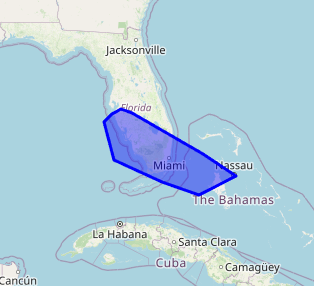 Jacksonville
Florida
Miami
Nassau
The Bahamas
La Habana
Santa Clara
Cuba
Camagüey
Cancún